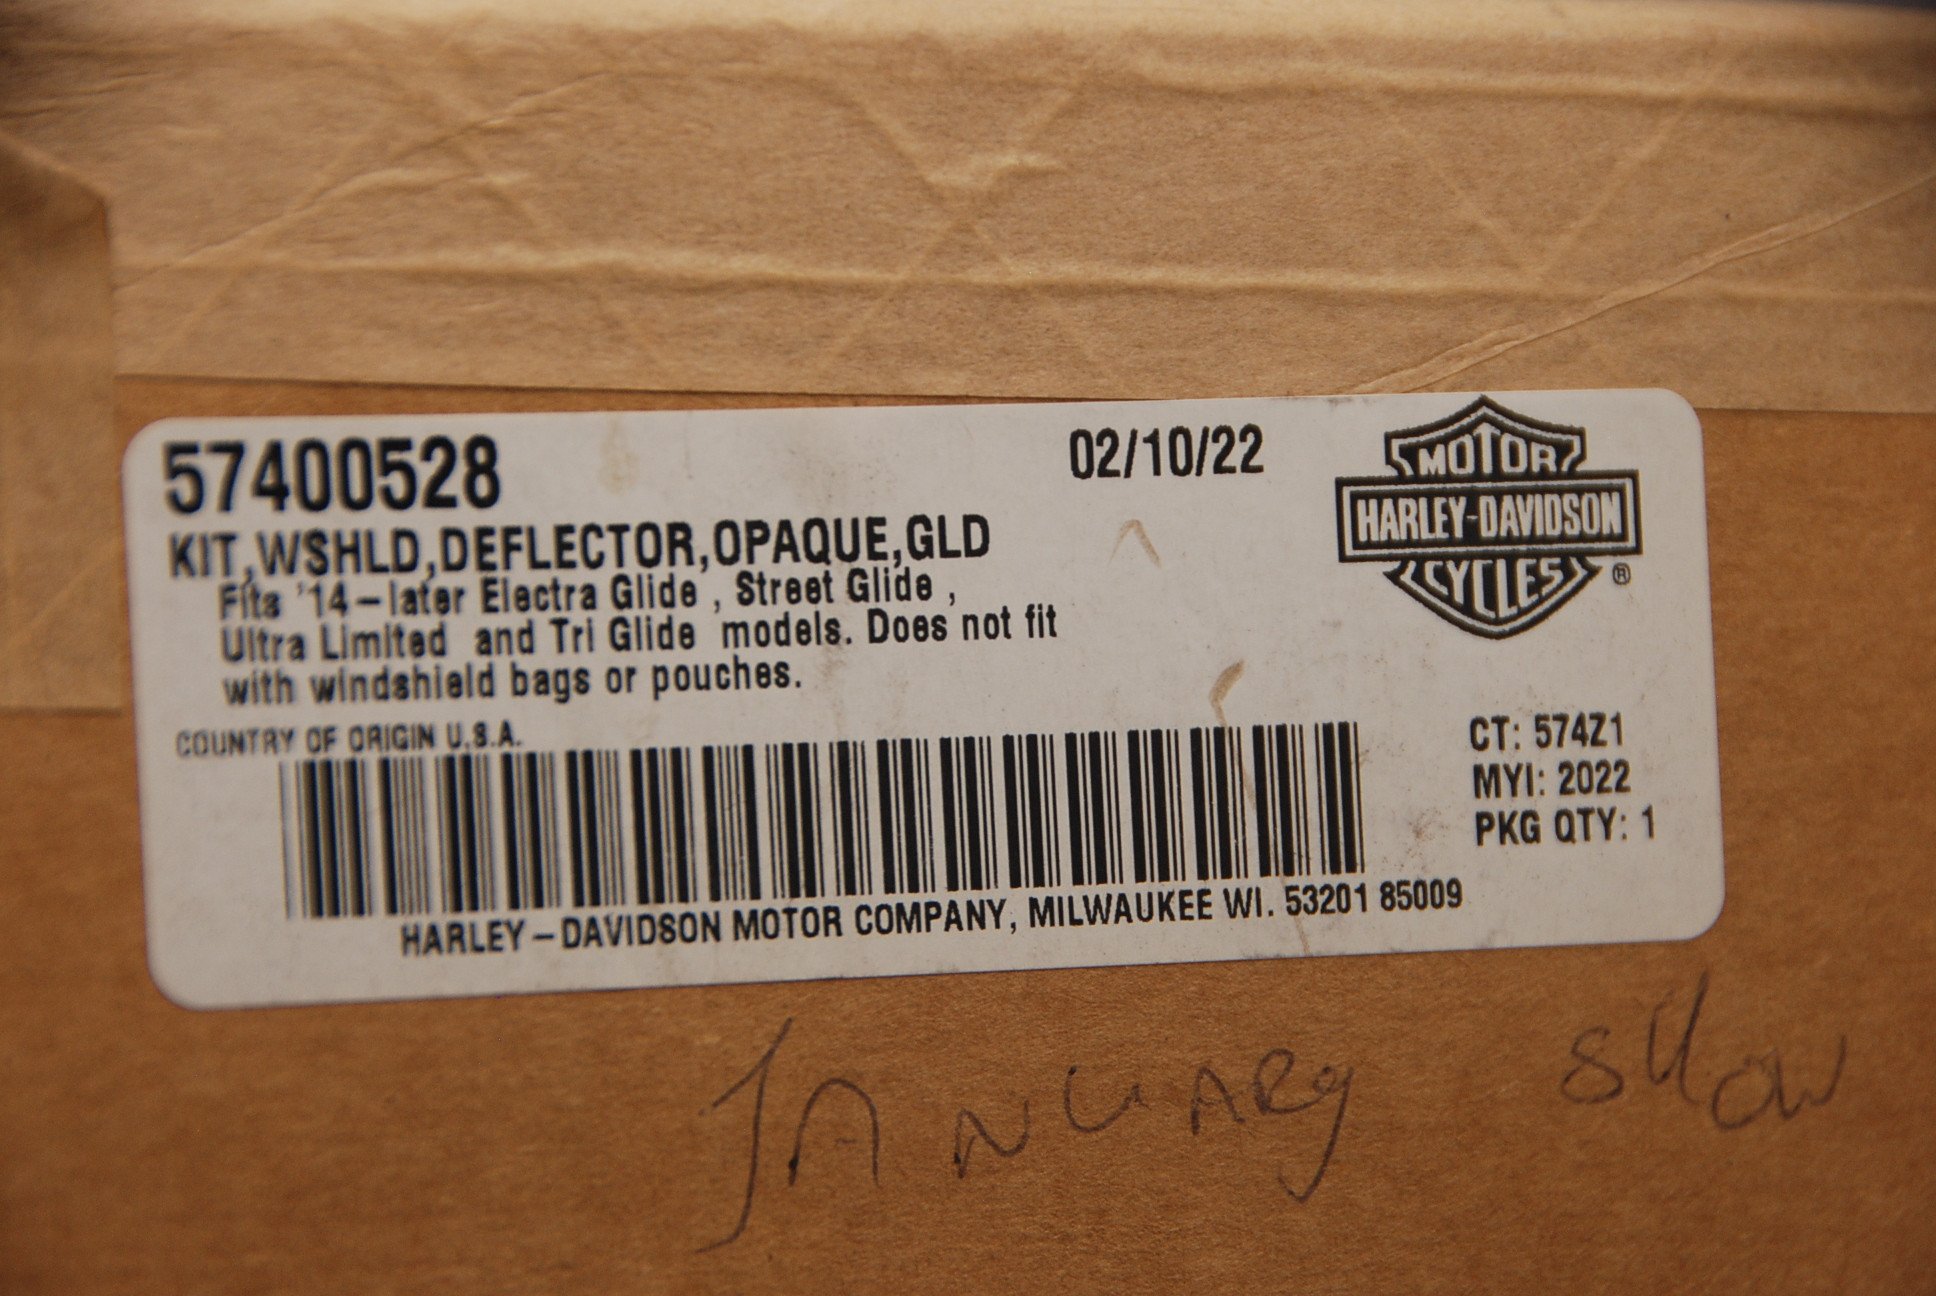 57400528
02/10/22
KIT,WSHLD,DEFLECTOR,OPAQUE,GLD
Fits '14-later Electra Glide , Street Glide ,
Ultra Limited and Tri Glide models. Does not fit
with windshield bags or pouches.
MOTOR
HARLEY-DAVIDSON
CYCLES
®
COUNTRY OF ORIGIN U.S.A.
CT: 574Z1
MYI: 2022
PKG QTY: 1
HARLEY-DAVIDSON MOTOR COMPANY, MILWAUKEE WI. 53201 85009
JANUARy SHOW